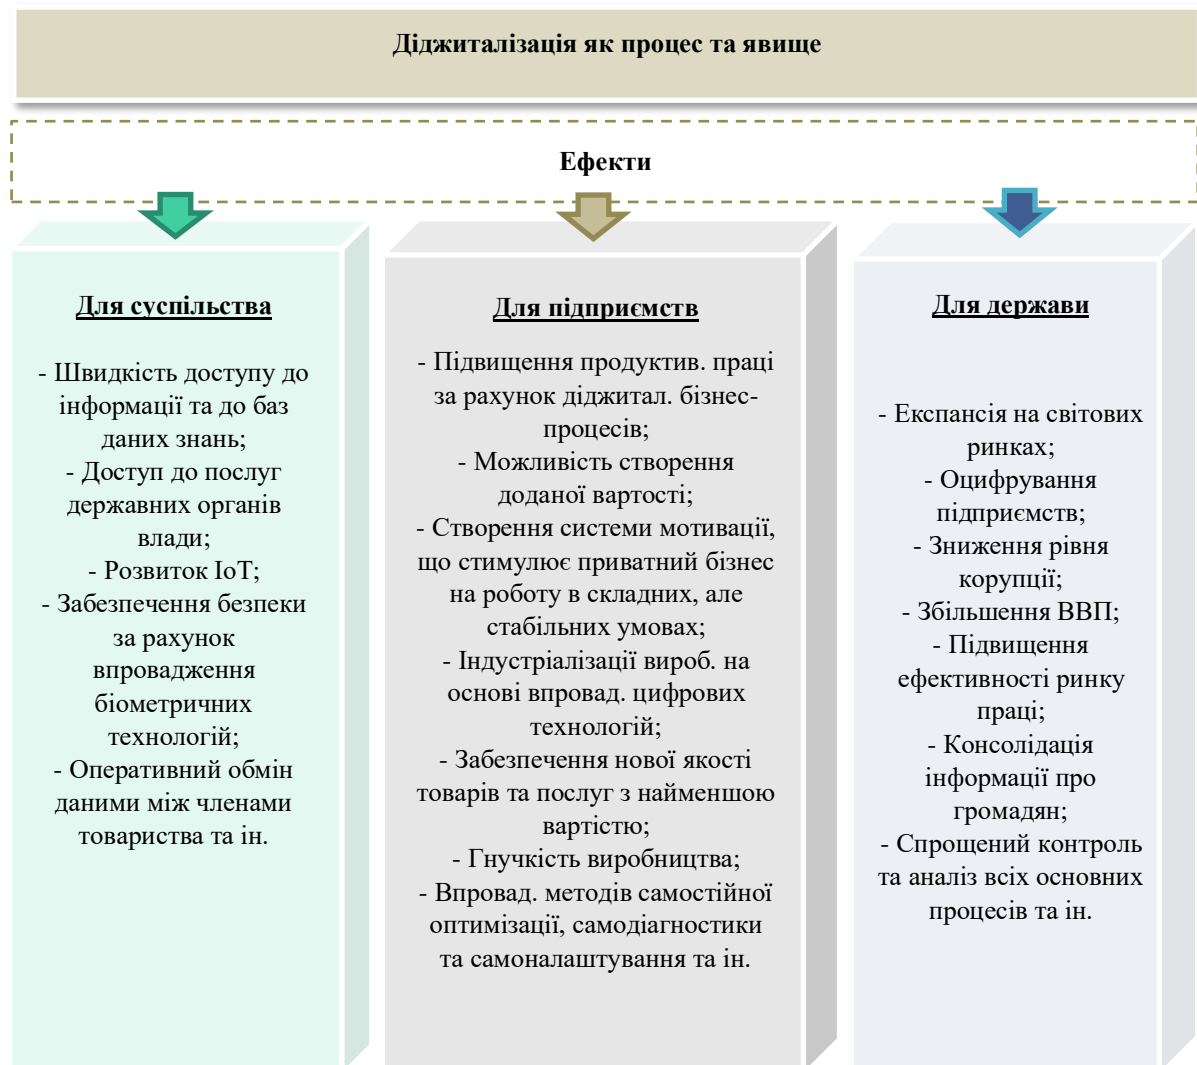 Діджиталізація як процес та явище
Ефекти
Для суспільства
- Швидкість доступу до
інформації та до баз
даних знань;
- Доступ до послуг
державних органів
влади;
- Розвиток IoT;
- Забезпечення безпеки
за рахунок
впровадження
біометричних
технологій;
- Оперативний обмін
даними між членами
товариства та ін.
Для підприємств
- Підвищення продуктив. праці
за рахунок діджитал. бізнес-
процесів;
- Можливість створення
доданої вартості;
- Створення системи мотивації,
що стимулює приватний бізнес
на роботу в складних, але
стабільних умовах;
- Індустріалізації вироб. на
основі впровад. цифрових
технологій;
- Забезпечення нової якості
товарів та послуг з найменшою
вартістю;
- Гнучкість виробництва;
- Впровад. методів самостійної
оптимізації, самодіагностики
та самоналаштування та ін.
Для держави
- Експансія на світових
ринках;
- Оцифрування
підприємств;
- Зниження рівня
корупції;
- Збільшення ВВП;
- Підвищення
ефективності ринку
праці;
- Консолідація
інформації про
громадян;
- Спрощений контроль
та аналіз всіх основних
процесів та ін.